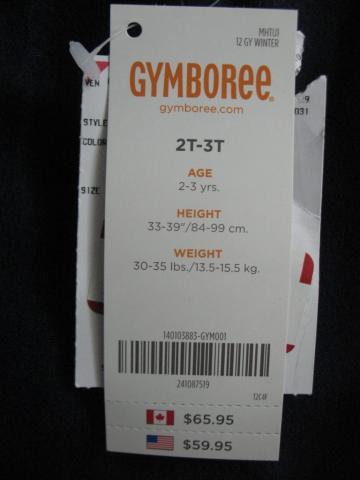 MHTU1
12 GY WINTER
GYMBOREE
gymboree.com
VEN
STYLE
COLOR
SIZE
031
2T-3T
AGE
2-3 yrs.
HEIGHT
33-39"/84-99 cm.
WEIGHT
30-35 lbs./13.5-15.5 kg.
140103883-GYM001
241087519
12C#
$65.95
$59.95